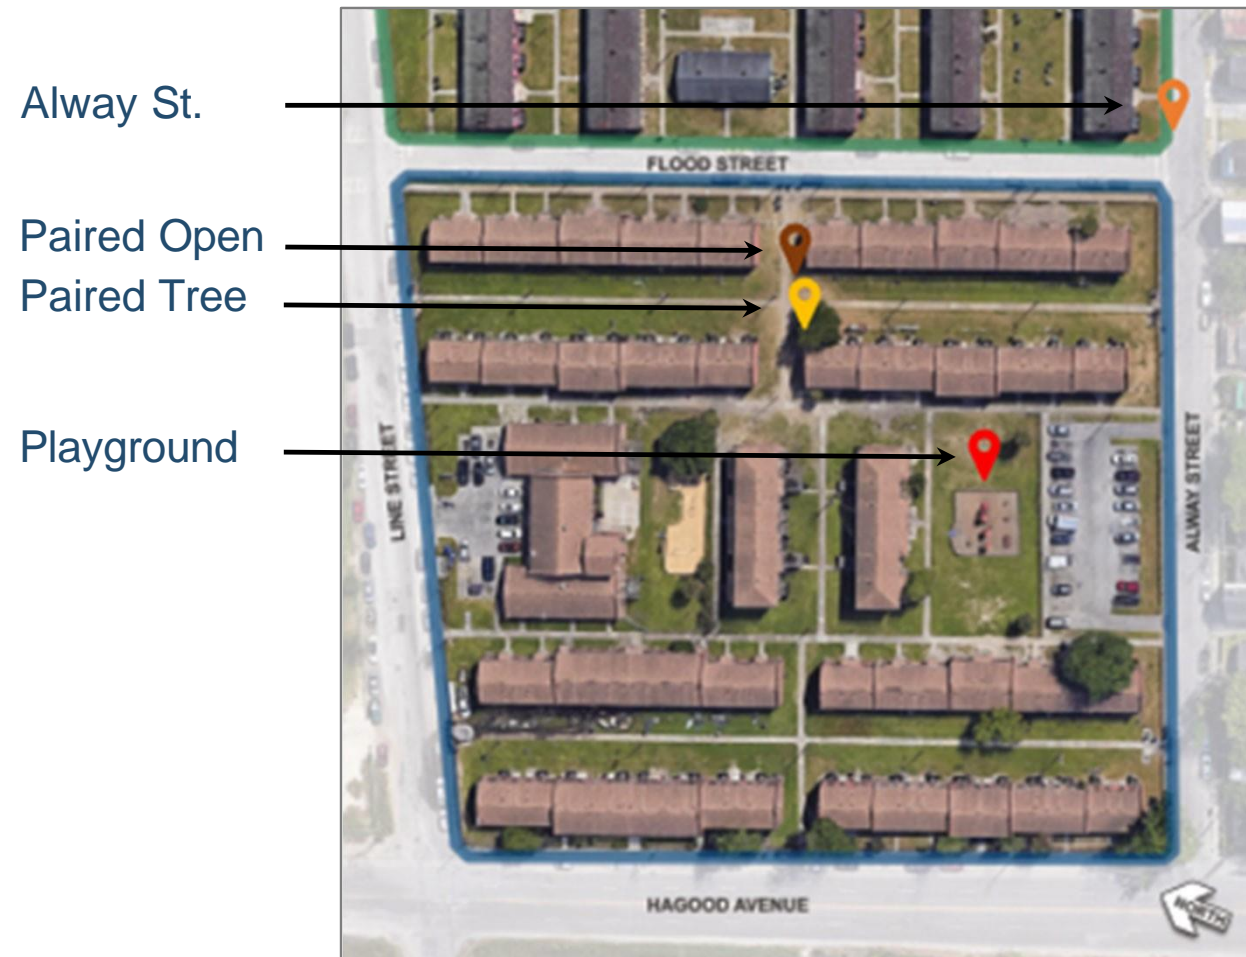 Alway St.
FLOOD STREET
Paired Open
Paired Tree
Playground
LINE STREET
ALWAY STREET
HAGOOD AVENUE
NORTH